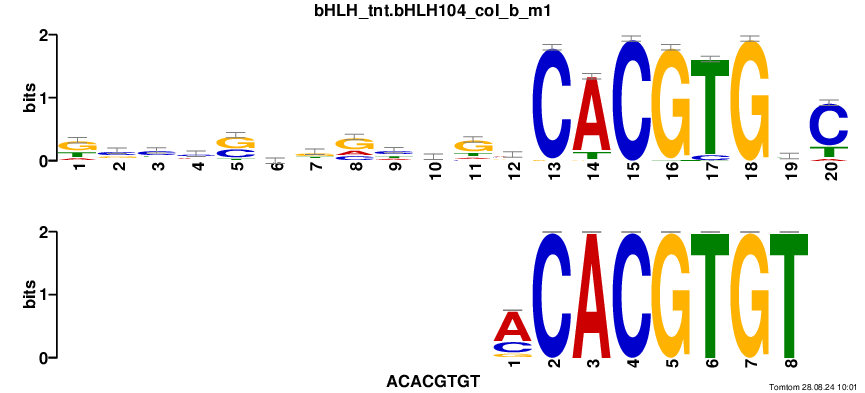 bHLH_tnt.bHLH104_col_b_m1
bits
2
1
0
G C G G G C A C G T G C
1 2 3 4 5 6 7 8 9 10 11 12 13 14 15 16 17 18 19 20
bits
2
1
0
A C A C G T G T
1 2 3 4 5 6 7 8
ACACGTGT
Tomtom 28.08.24 10:01